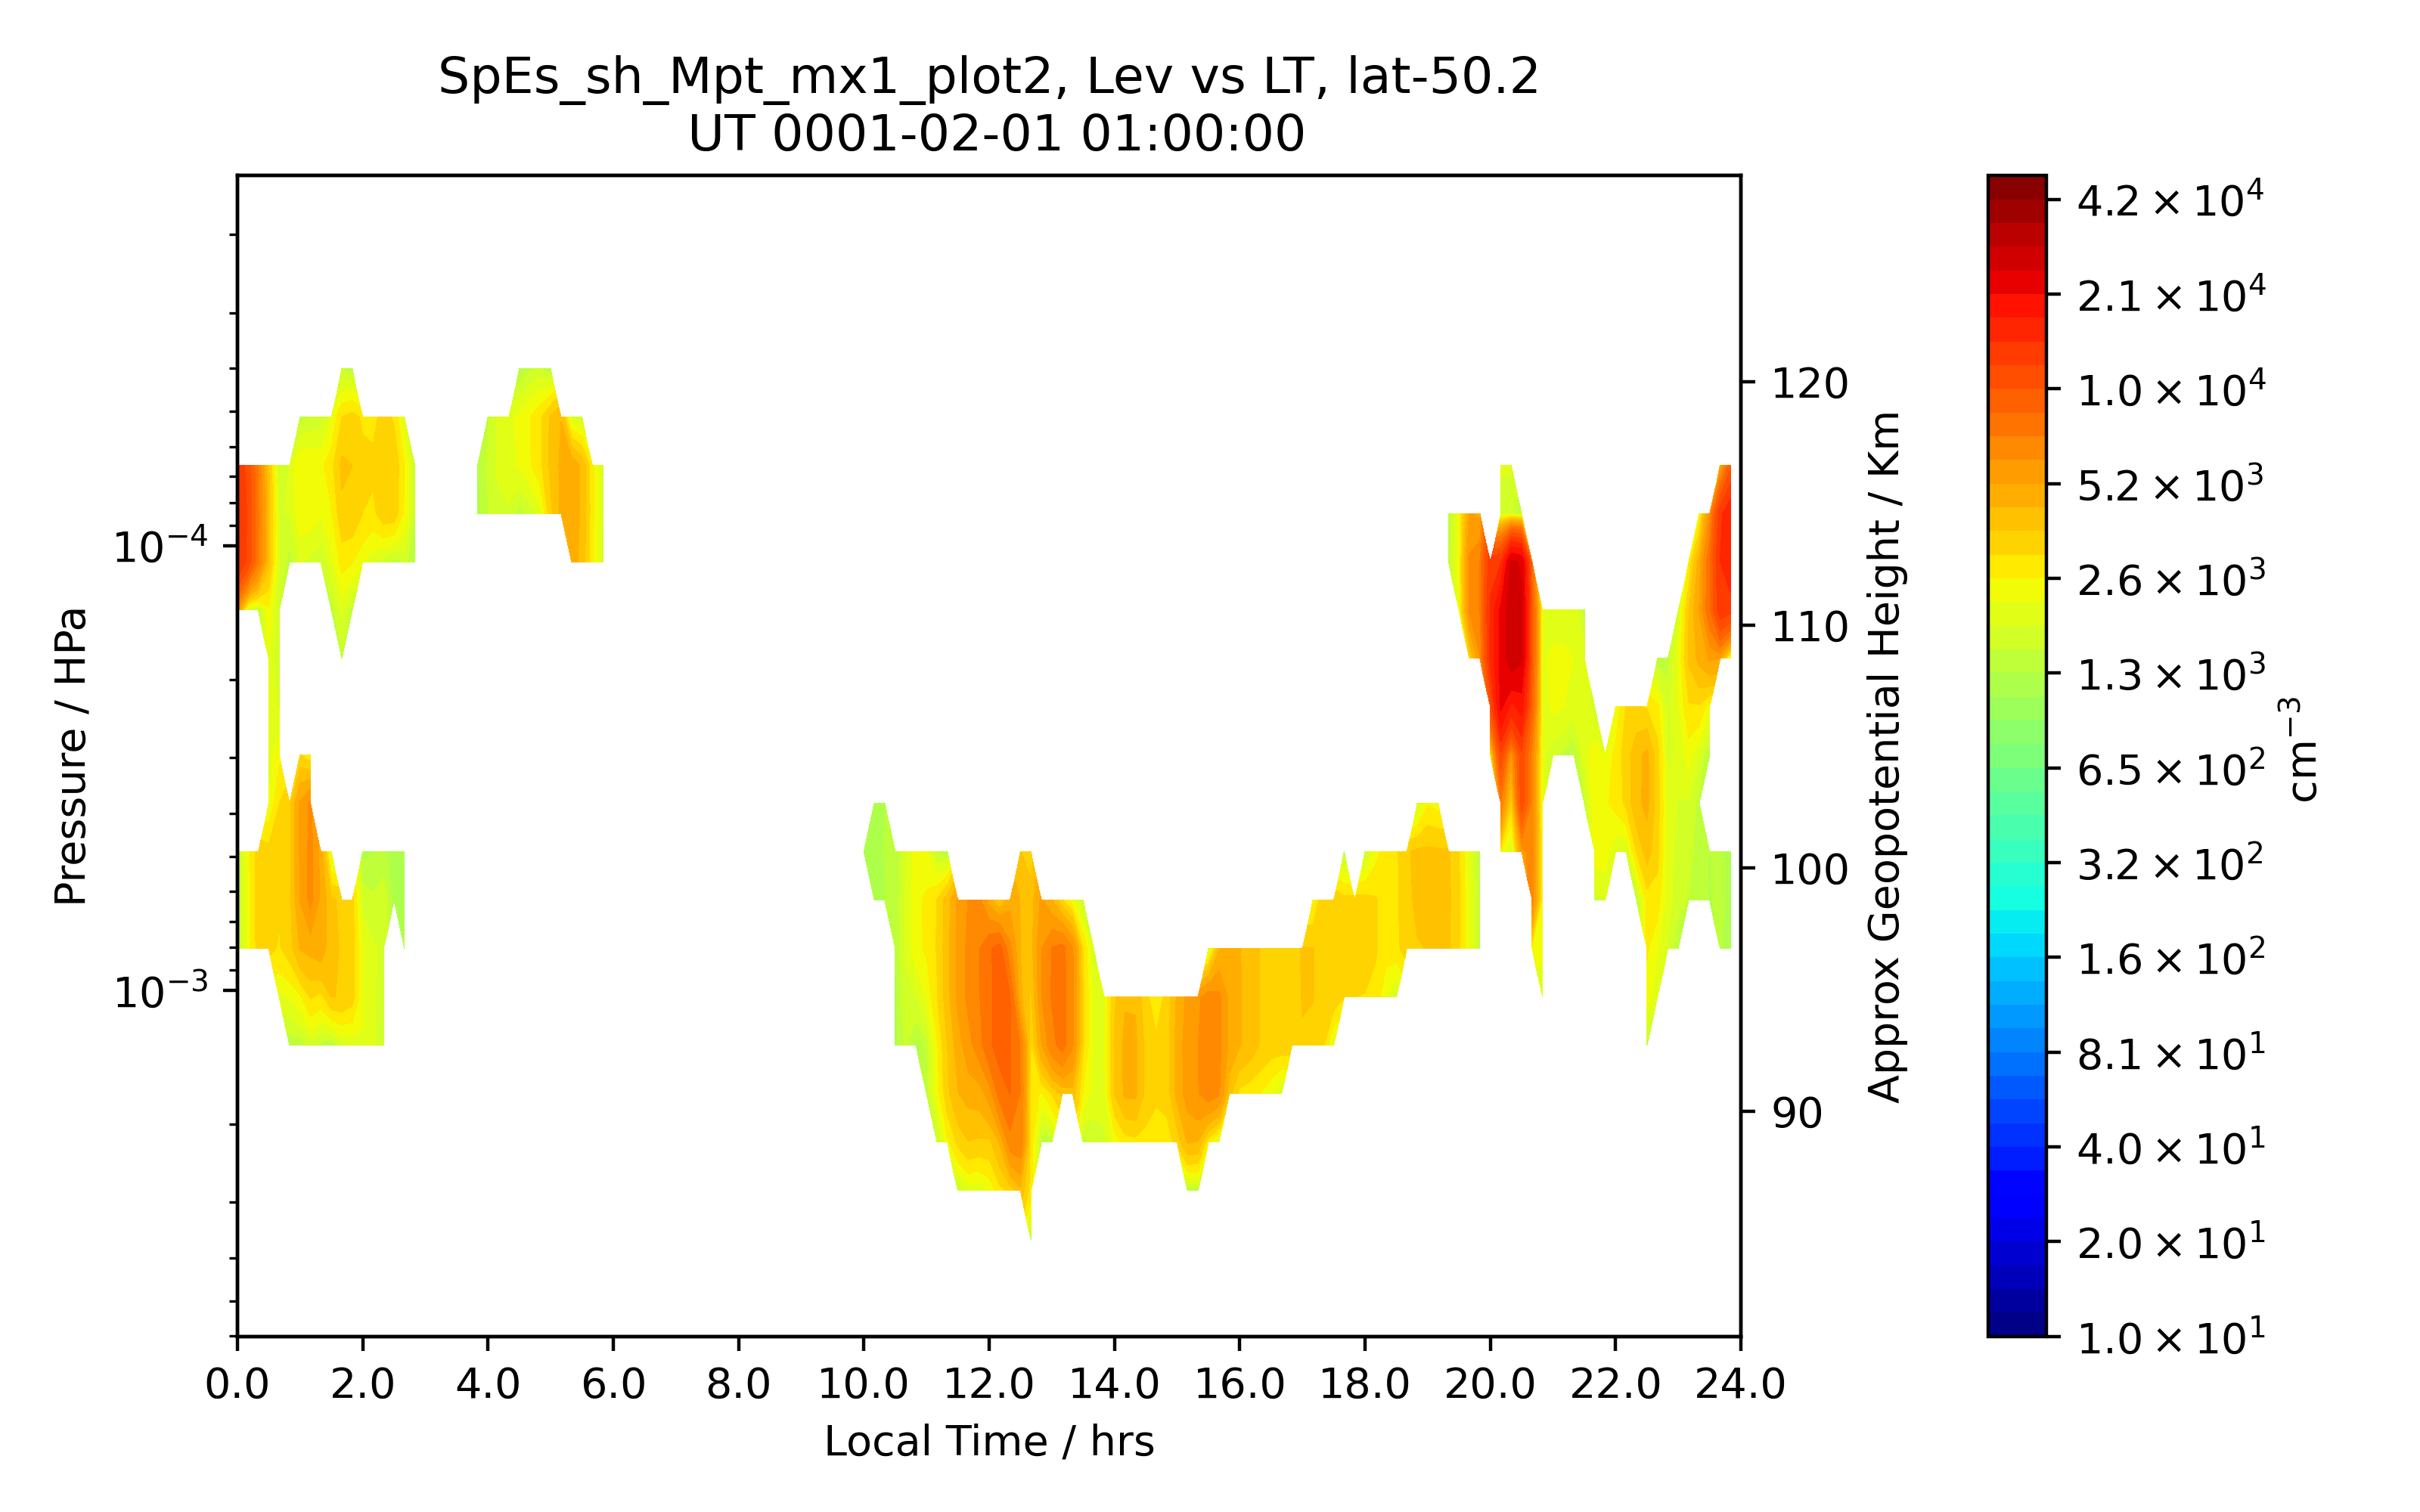 SpEs_sh_Mpt_mx1_plot2, Lev vs LT, lat-50.2
UT 0001-02-01 01:00:00
Pressure / HPa
10⁻⁴
10⁻³
0.0 2.0 4.0 6.0 8.0 10.0 12.0 14.0 16.0 18.0 20.0 22.0 24.0
Local Time / hrs
120
110
100
90
Approx Geopotential Height / Km
4.2 × 10⁴
2.1 × 10⁴
1.0 × 10⁴
5.2 × 10³
2.6 × 10³
1.3 × 10³
6.5 × 10²
3.2 × 10²
1.6 × 10²
8.1 × 10¹
4.0 × 10¹
2.0 × 10¹
1.0 × 10¹
cm⁻³